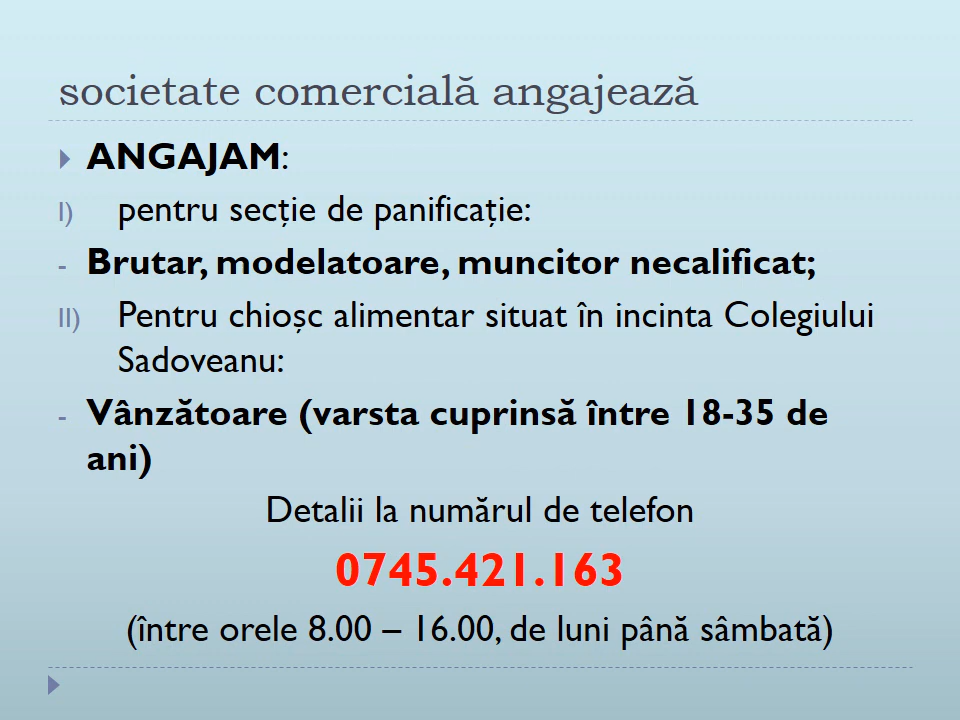 societate comercială angajează
ANGAJAM:
I) pentru secție de panificație:
- Brutar, modelatoare, muncitor necalificat;
II) Pentru chioșc alimentar situat în incinta Colegiului
Sadoveanu:
- Vânzătoare (varsta cuprinsă între 18-35 de
ani)
Detalii la numărul de telefon
0745.421.163
(între orele 8.00 – 16.00, de luni până sâmbată)